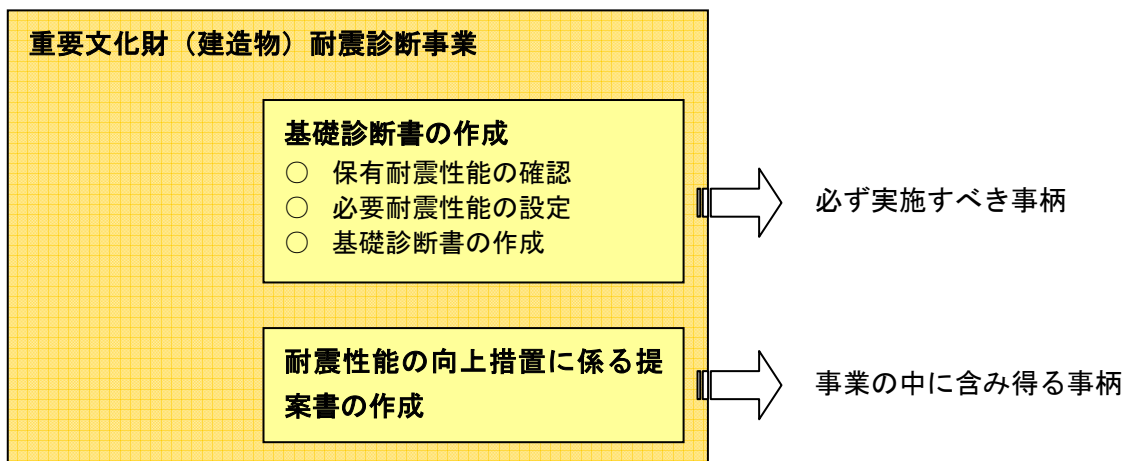 重要文化財（建造物）耐震診断事業
基礎診断書の作成
○　保有耐震性能の確認
○　必要耐震性能の設定
○　基礎診断書の作成
必ず実施すべき事柄
耐震性能の向上措置に係る提
案書の作成
事業の中に含み得る事柄